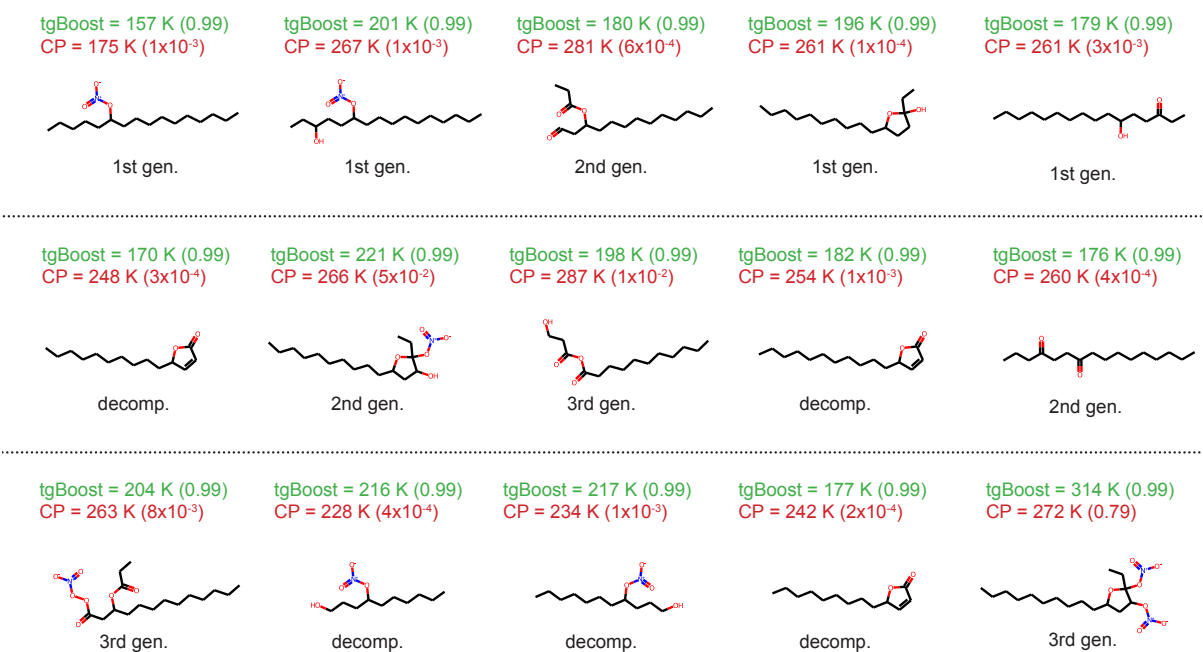 tgBoost = 157 K (0.99) tgBoost = 201 K (0.99) tgBoost = 180 K (0.99) tgBoost = 196 K (0.99) tgBoost = 179 K (0.99)
CP = 175 K (1x10⁻³) CP = 267 K (1x10⁻³) CP = 281 K (6x10⁻⁴) CP = 261 K (1x10⁻⁴) CP = 261 K (3x10⁻³)
O⁻ N⁺ O O O⁻ N⁺ O O OH O O O O OH O OH
1st gen. 1st gen. 2nd gen. 1st gen. 1st gen.
tgBoost = 170 K (0.99) tgBoost = 221 K (0.99) tgBoost = 198 K (0.99) tgBoost = 182 K (0.99) tgBoost = 176 K (0.99)
CP = 248 K (3x10⁻⁴) CP = 266 K (5x10⁻²) CP = 287 K (1x10⁻²) CP = 254 K (1x10⁻³) CP = 260 K (4x10⁻⁴)
O O O N⁺ O⁻ O O OH OH O O O O O O O
decomp. 2nd gen. 3rd gen. decomp. 2nd gen.
tgBoost = 204 K (0.99) tgBoost = 216 K (0.99) tgBoost = 217 K (0.99) tgBoost = 177 K (0.99) tgBoost = 314 K (0.99)
CP = 263 K (8x10⁻³) CP = 228 K (4x10⁻⁴) CP = 234 K (1x10⁻³) CP = 242 K (2x10⁻⁴) CP = 272 K (0.79)
O⁻ N⁺ O O O O O O O⁻ N⁺ O O HO O⁻ N⁺ O O OH O O O N⁺ O⁻ O O O N⁺ O⁻ O
3rd gen. decomp. decomp. decomp. 3rd gen.